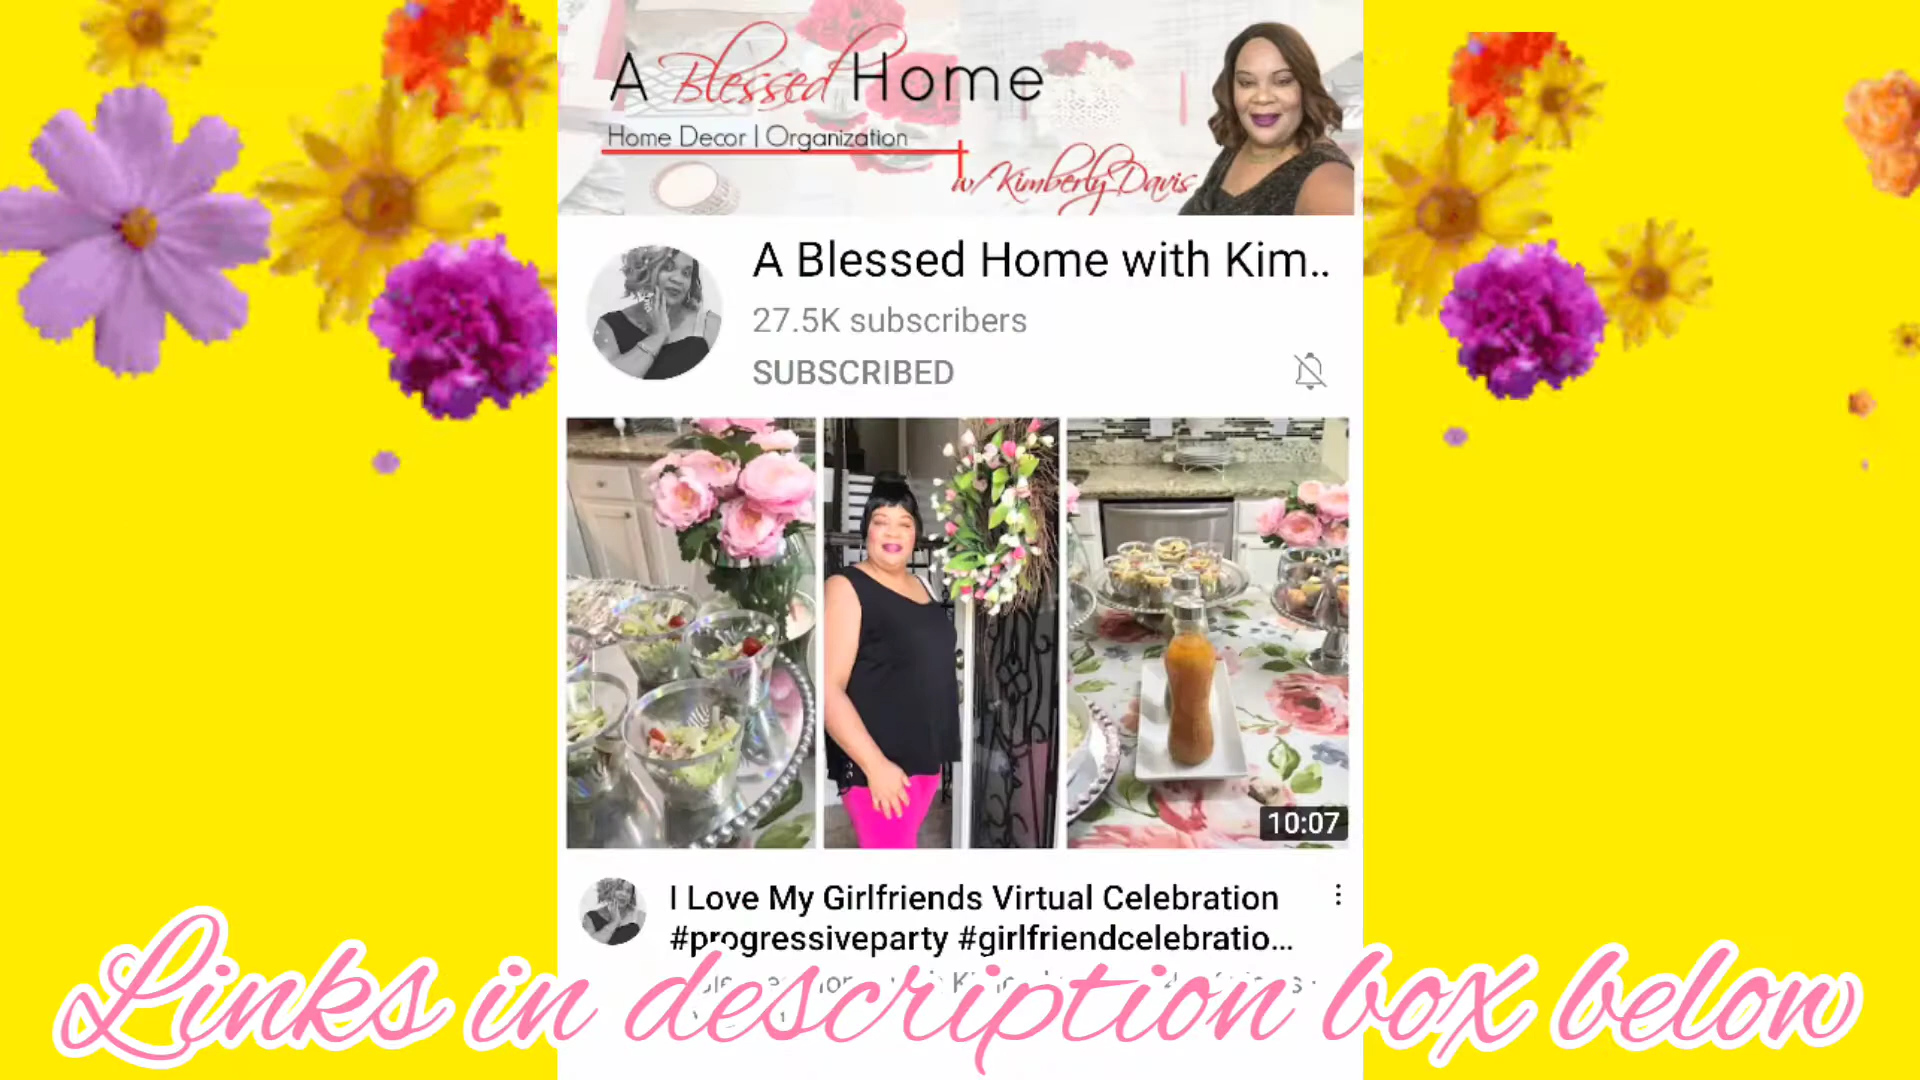 A Blessed Home
Home Decor | Organization
w/Kimberly Davis
A Blessed Home with Kim..
27.5K subscribers
SUBSCRIBED
10:07
I Love My Girlfriends Virtual Celebration
#progressiveparty #girlfriendcelebratio...
Links in description box below